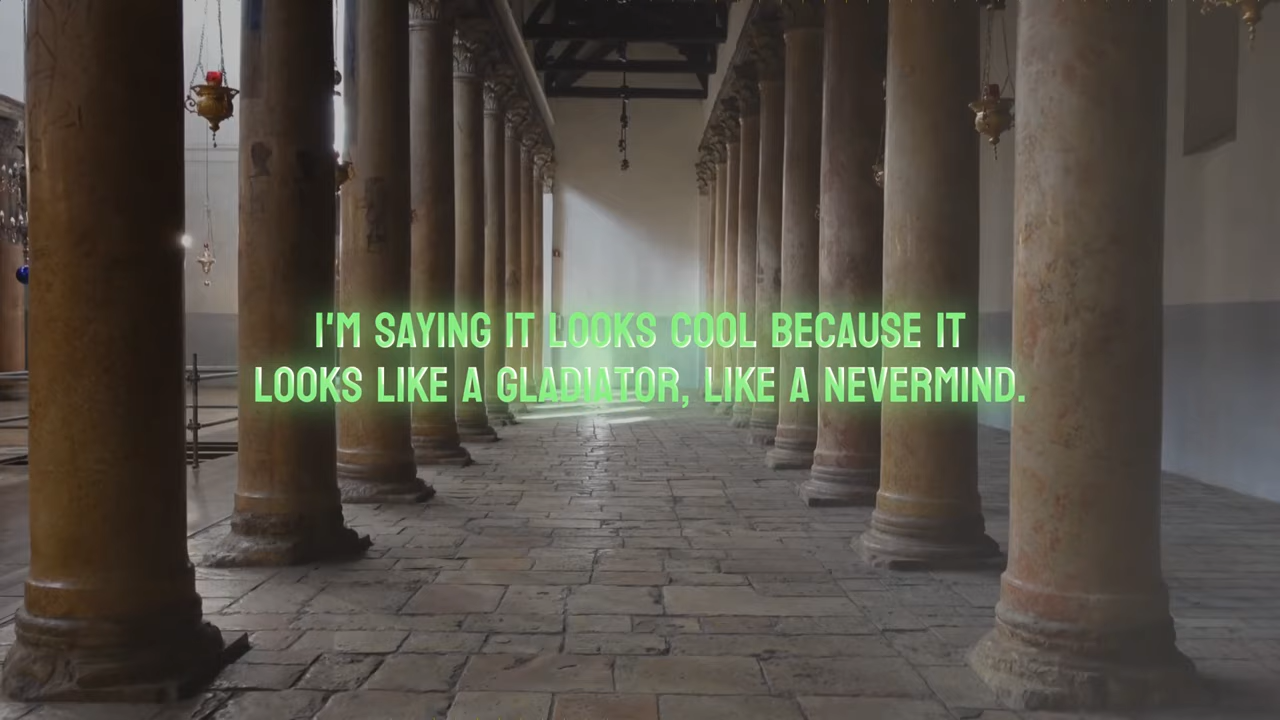 I'M SAYING IT LOOKS COOL BECAUSE IT
LOOKS LIKE A GLADIATOR, LIKE A NEVERMIND.